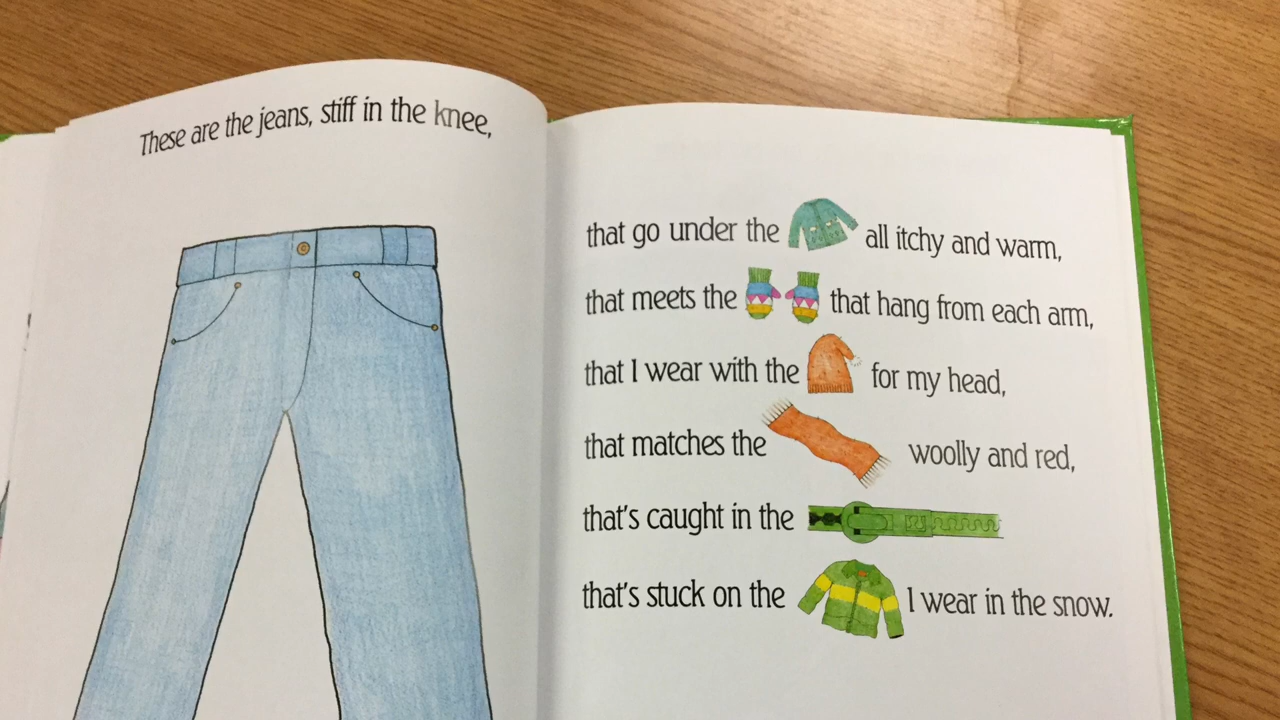 These are the jeans, stiff in the knee,
that go under the all itchy and warm,
that meets the that hang from each arm,
that I wear with the for my head,
that matches the woolly and red,
that's caught in the
that's stuck on the I wear in the snow.